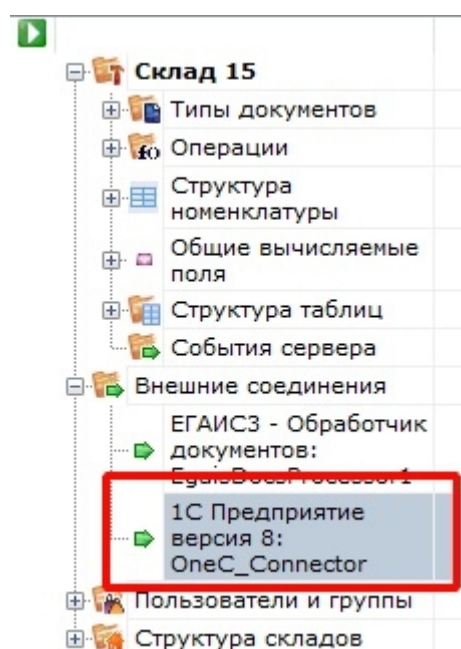 Склад 15
Типы документов
Операции
Структура
номенклатуры
Общие вычисляемые
поля
Структура таблиц
События сервера
Внешние соединения
ЕГАИС3 - Обработчик
документов:
EgaisDocsProcessor1
1С Предприятие
версия 8:
OneC_Connector
Пользователи и группы
Структура складов